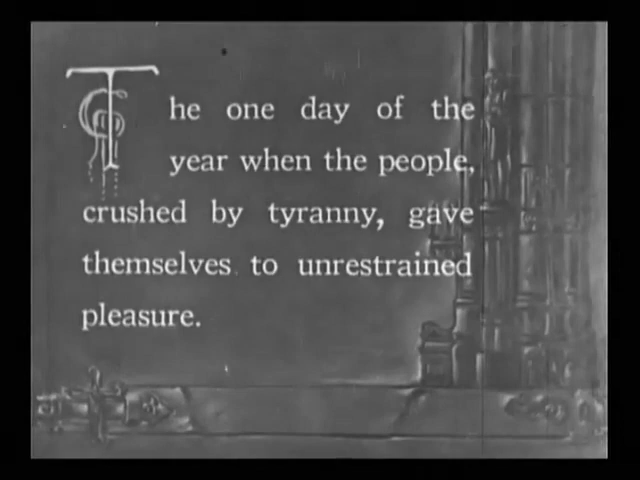 The one day of the
year when the people,
crushed by tyranny, gave
themselves to unrestrained
pleasure.